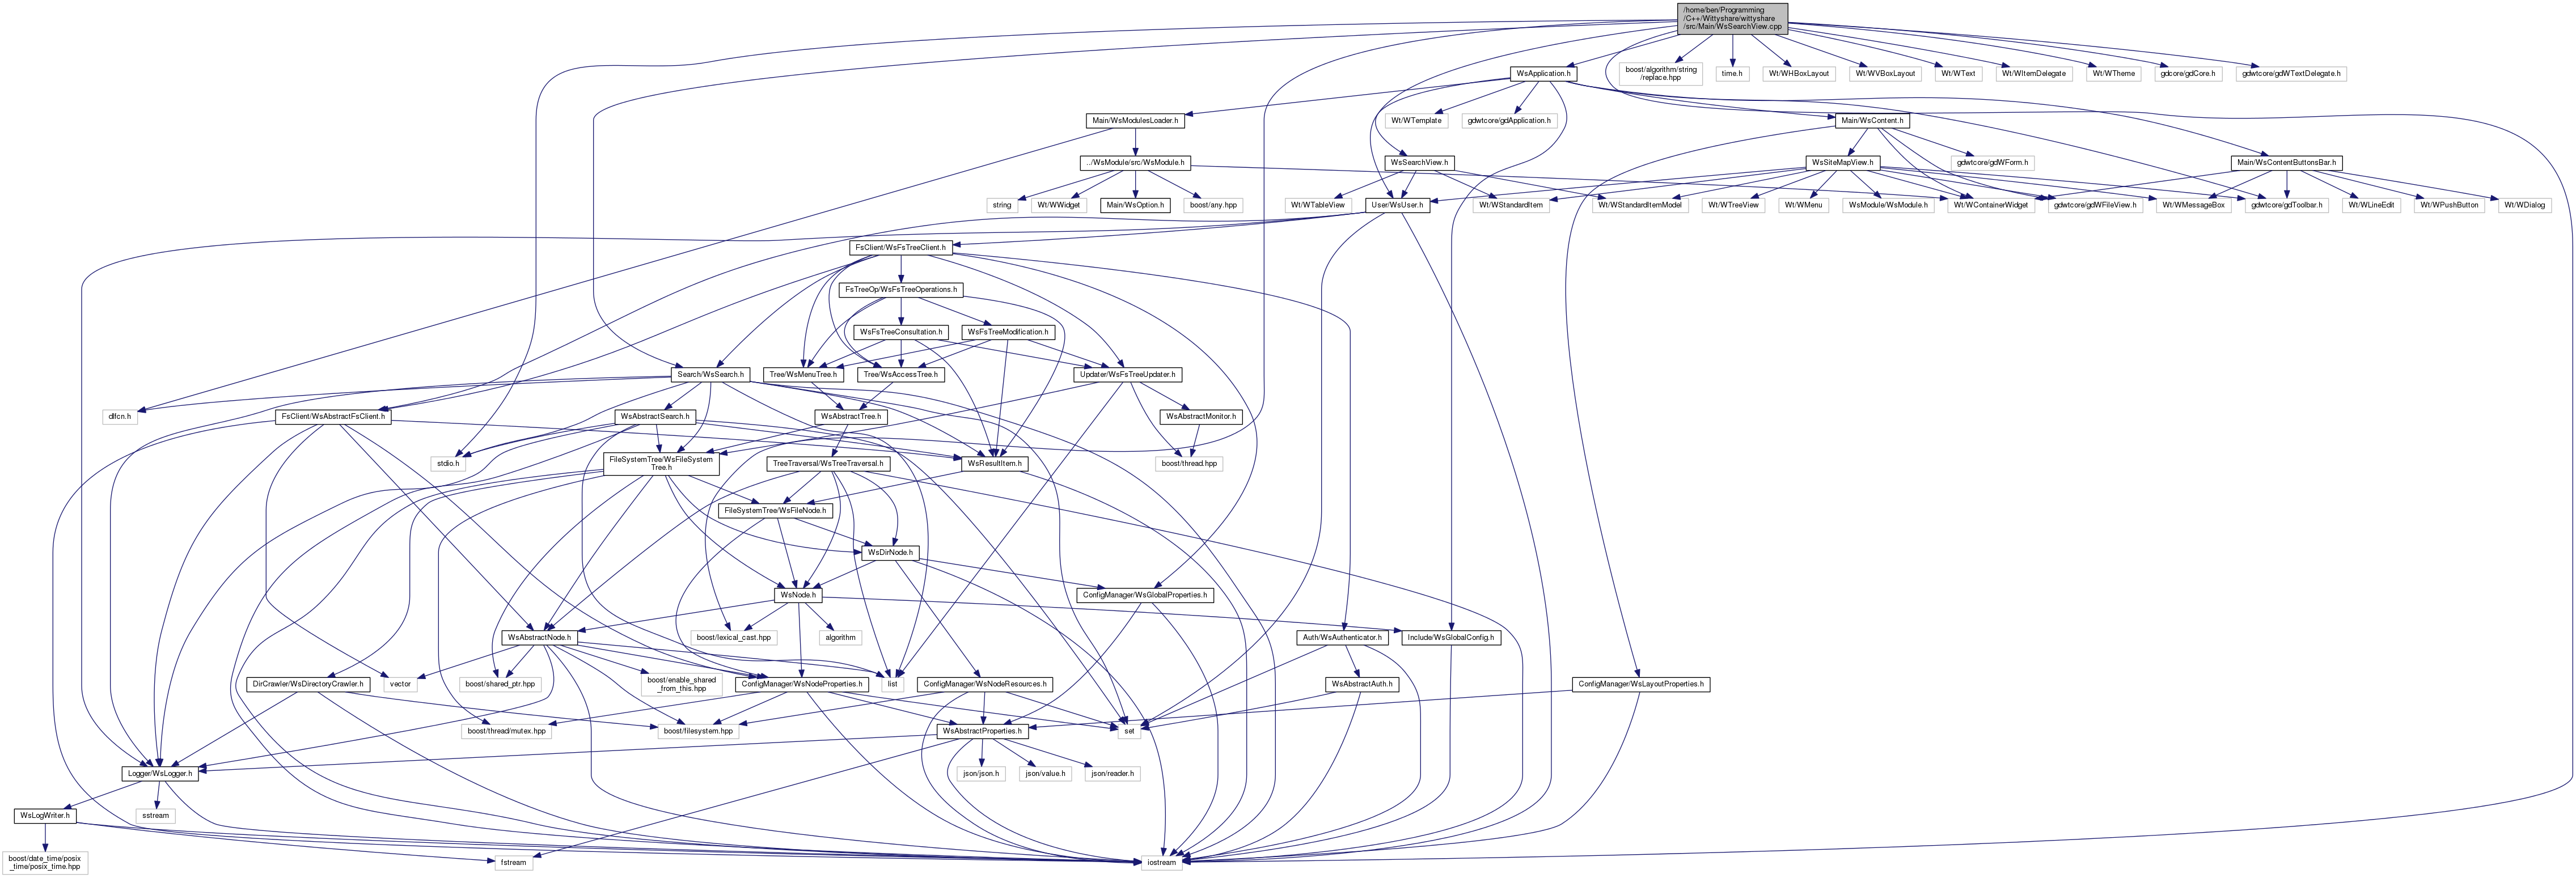 /home/ben/Programming
/C++/Wittyshare/wittyshare
/src/Main/WsSearchView.cpp
WsApplication.h
boost/algorithm/string
/replace.hpp
time.h
Wt/WHBoxLayout
Wt/WVBoxLayout
Wt/WText
Wt/WItemDelegate
Wt/WTheme
gdcore/gdCore.h
gdwtcore/gdWTextDelegate.h
Main/WsModulesLoader.h
Wt/WTemplate
gdwtcore/gdApplication.h
Main/WsContent.h
../WsModule/src/WsModule.h
WsSearchView.h
WsSiteMapView.h
gdwtcore/gdWForm.h
Main/WsContentButtonsBar.h
string
Wt/WWidget
Main/WsOption.h
boost/any.hpp
Wt/WTableView
User/WsUser.h
Wt/WStandardItem
Wt/WStandardItemModel
Wt/WTreeView
Wt/WMenu
WsModule/WsModule.h
Wt/WContainerWidget
gdwtcore/gdWFileView.h
Wt/WMessageBox
gdwtcore/gdToolbar.h
Wt/WLineEdit
Wt/WPushButton
Wt/WDialog
FsClient/WsFsTreeClient.h
FsTreeOp/WsFsTreeOperations.h
WsFsTreeConsultation.h
WsFsTreeModification.h
Search/WsSearch.h
Tree/WsMenuTree.h
Tree/WsAccessTree.h
Updater/WsFsTreeUpdater.h
dlfcn.h
FsClient/WsAbstractFsClient.h
WsAbstractSearch.h
WsAbstractTree.h
WsAbstractMonitor.h
stdio.h
FileSystemTree/WsFileSystem
Tree.h
TreeTraversal/WsTreeTraversal.h
WsResultItem.h
boost/thread.hpp
FileSystemTree/WsFileNode.h
WsDirNode.h
WsNode.h
ConfigManager/WsGlobalProperties.h
WsAbstractNode.h
boost/lexical_cast.hpp
algorithm
Auth/WsAuthenticator.h
Include/WsGlobalConfig.h
DirCrawler/WsDirectoryCrawler.h
vector
boost/shared_ptr.hpp
boost/enable_shared
_from_this.hpp
ConfigManager/WsNodeProperties.h
list
ConfigManager/WsNodeResources.h
WsAbstractAuth.h
ConfigManager/WsLayoutProperties.h
boost/thread/mutex.hpp
boost/filesystem.hpp
WsAbstractProperties.h
set
Logger/WsLogger.h
json/json.h
json/value.h
json/reader.h
WsLogWriter.h
sstream
boost/date_time/posix
_time/posix_time.hpp
fstream
iostream